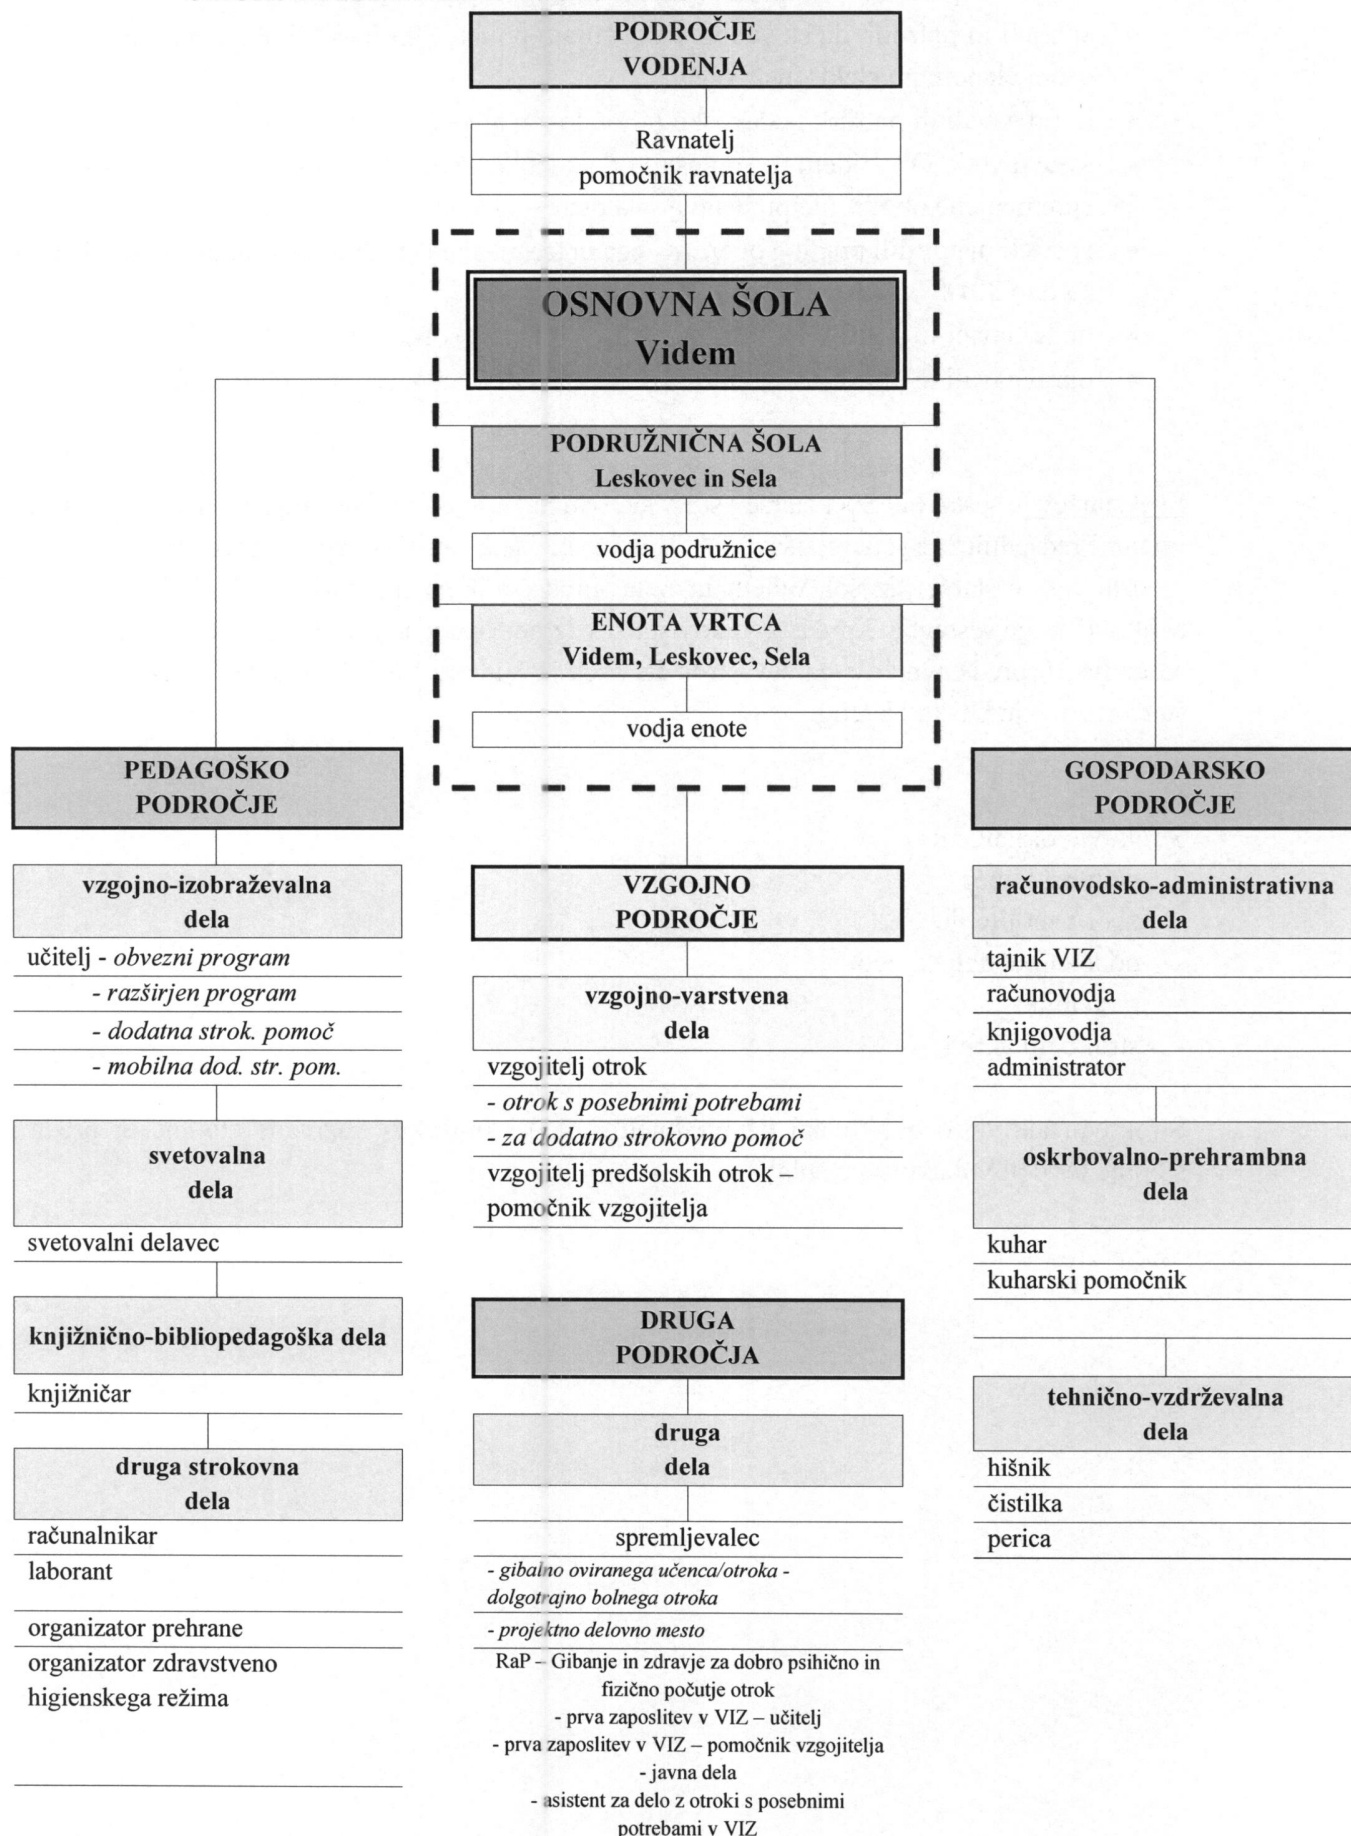 PODROČJE
VODENJA
Ravnatelj
pomočnik ravnatelja
OSNOVNA ŠOLA
Videm
PODRUŽNIČNA ŠOLA
Leskovec in Sela
vodja podružnice
ENOTA VRTCA
Videm, Leskovec, Sela
vodja enote
PEDAGOŠKO
PODROČJE
vzgojno-izobraževalna
dela
učitelj - obvezni program
- razširjen program
- dodatna strok. pomoč
- mobilna dod. str. pom.
svetovalna
dela
svetovalni delavec
knjižnično-bibliopedagoška dela
knjižničar
druga strokovna
dela
računalnikar
laborant
organizator prehrane
organizator zdravstveno
higienskega režima
VZGOJNO
PODROČJE
vzgojno-varstvena
dela
vzgojitelj otrok
- otrok s posebnimi potrebami
- za dodatno strokovno pomoč
vzgojitelj predšolskih otrok –
pomočnik vzgojitelja
DRUGA
PODROČJA
druga
dela
spremljevalec
- gibalno oviranega učenca/otroka -
dolgotrajno bolnega otroka
- projektno delovno mesto
RaP – Gibanje in zdravje za dobro psihično in
fizično počutje otrok
- prva zaposlitev v VIZ – učitelj
- prva zaposlitev v VIZ – pomočnik vzgojitelja
- javna dela
- asistent za delo z otroki s posebnimi
potrebami v VIZ
GOSPODARSKO
PODROČJE
računovodsko-administrativna
dela
tajnik VIZ
računovodja
knjigovodja
administrator
oskrbovalno-prehrambna
dela
kuhar
kuharski pomočnik
tehnično-vzdrževalna
dela
hišnik
čistilka
perica